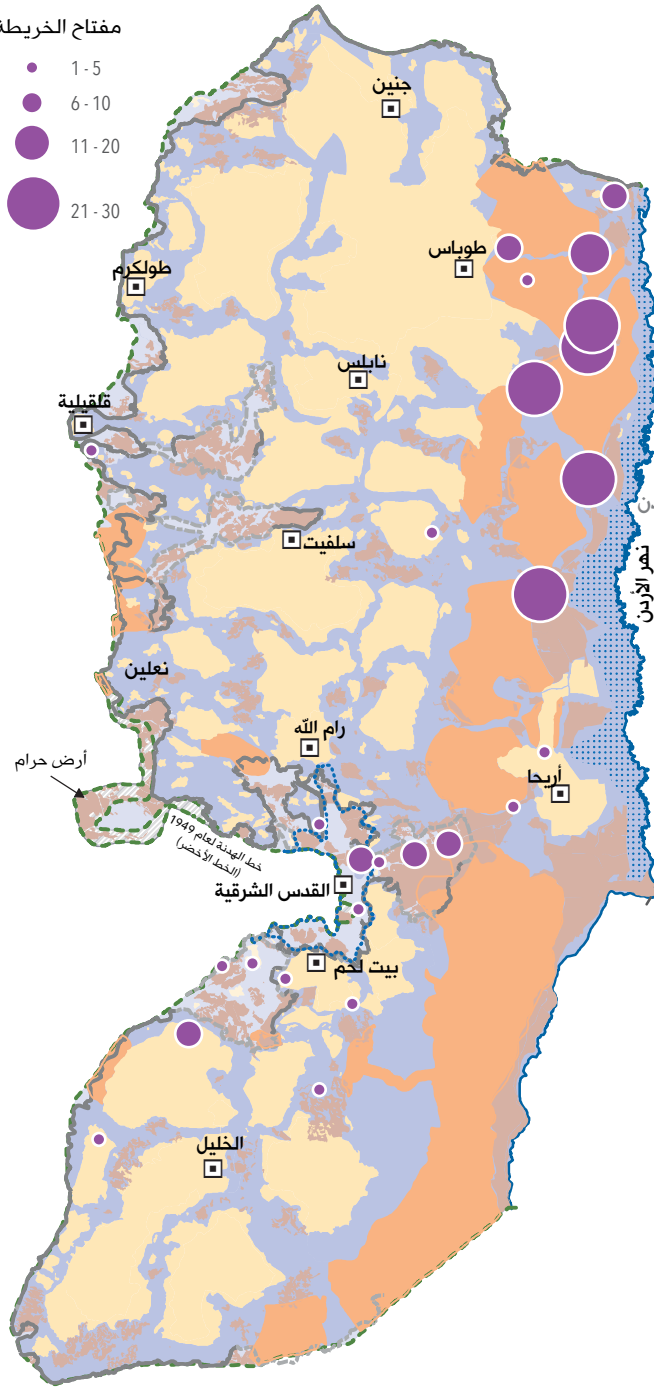 مفتاح الخريطة
1 - 5
6 - 10
11 - 20
21 - 30
جنين
طوباس
طولكرم
نابلس
قلقيلية
سلفيت
نهر الأردن
نعلين
رام الله
أرض حرام
أريحا
خط الهدنة لعام 1949
(الخط الأخضر)
القدس الشرقية
بيت لحم
الخليل